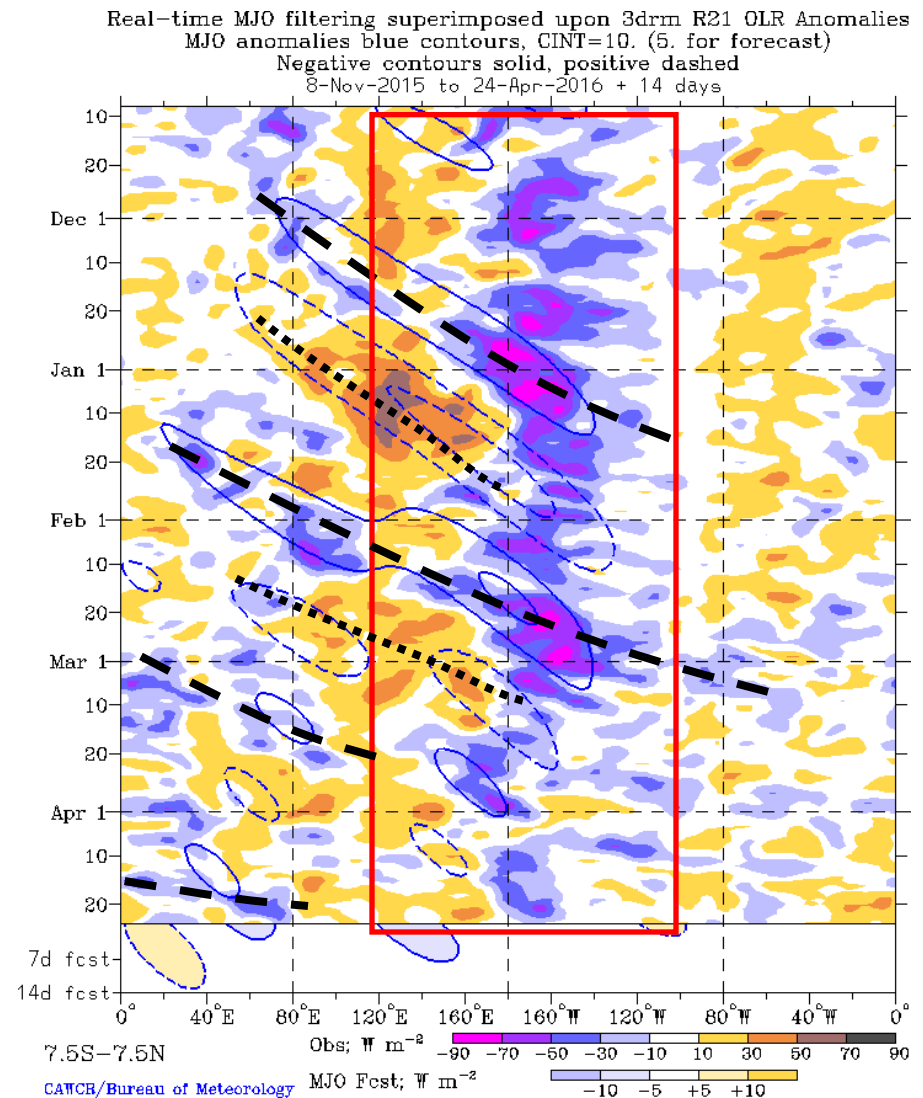 Real-time MJO filtering superimposed upon 3drm R21 OLR Anomalies
MJO anomalies blue contours, CINT=10. (5. for forecast)
Negative contours solid, positive dashed
8-Nov-2015 to 24-Apr-2016 + 14 days
10
20
Dec 1
10
20
Jan 1
10
20
Feb 1
10
20
Mar 1
10
20
Apr 1
10
20
7d fcst
14d fcst
0° 40°E 80°E 120°E 160°E 160°W 120°W 80°W 40°W 0°
7.5S-7.5N
Obs; W m⁻²
-90 -70 -50 -30 -10 10 30 50 70 90
CAWCR/Bureau of Meteorology
MJO Fcst; W m⁻²
-10 -5 +5 +10